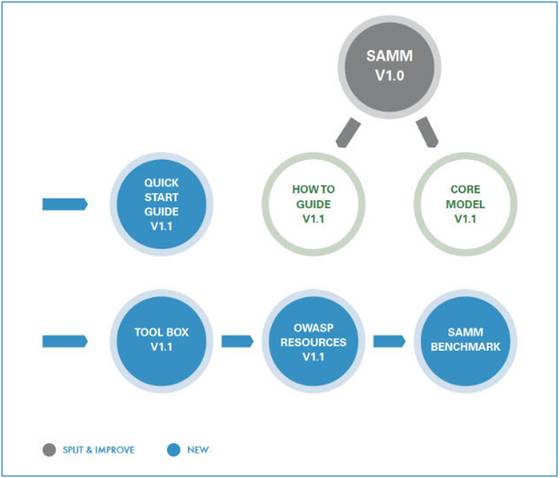 SAMM
V1.0
QUICK
START
GUIDE
V1.1
HOW TO
GUIDE
V1.1
CORE
MODEL
V1.1
TOOL BOX
V1.1
OWASP
RESOURCES
V1.1
SAMM
BENCHMARK
SPLIT & IMPROVE
NEW